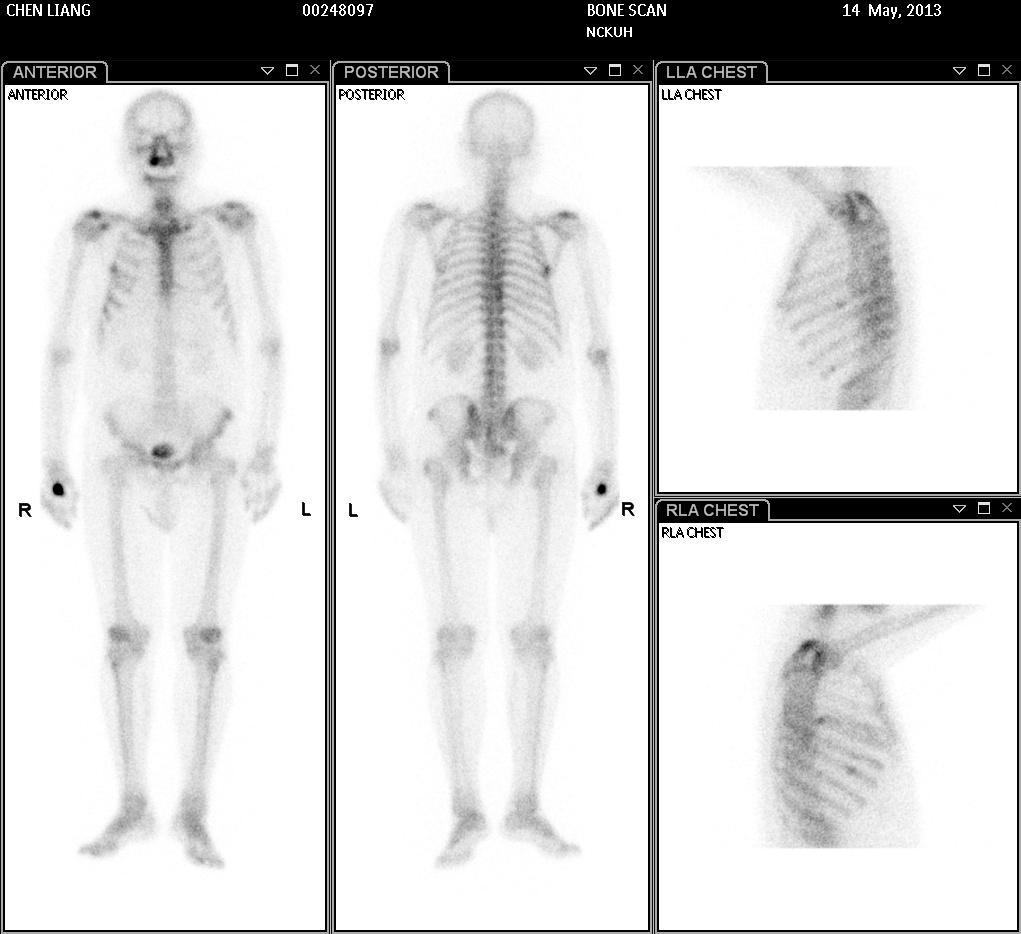 CHEN LIANG 00248097 BONE SCAN 14 May, 2013
NCKUH
ANTERIOR
ANTERIOR
R L
POSTERIOR
POSTERIOR
L R
LLA CHEST
LLA CHEST
RLA CHEST
RLA CHEST